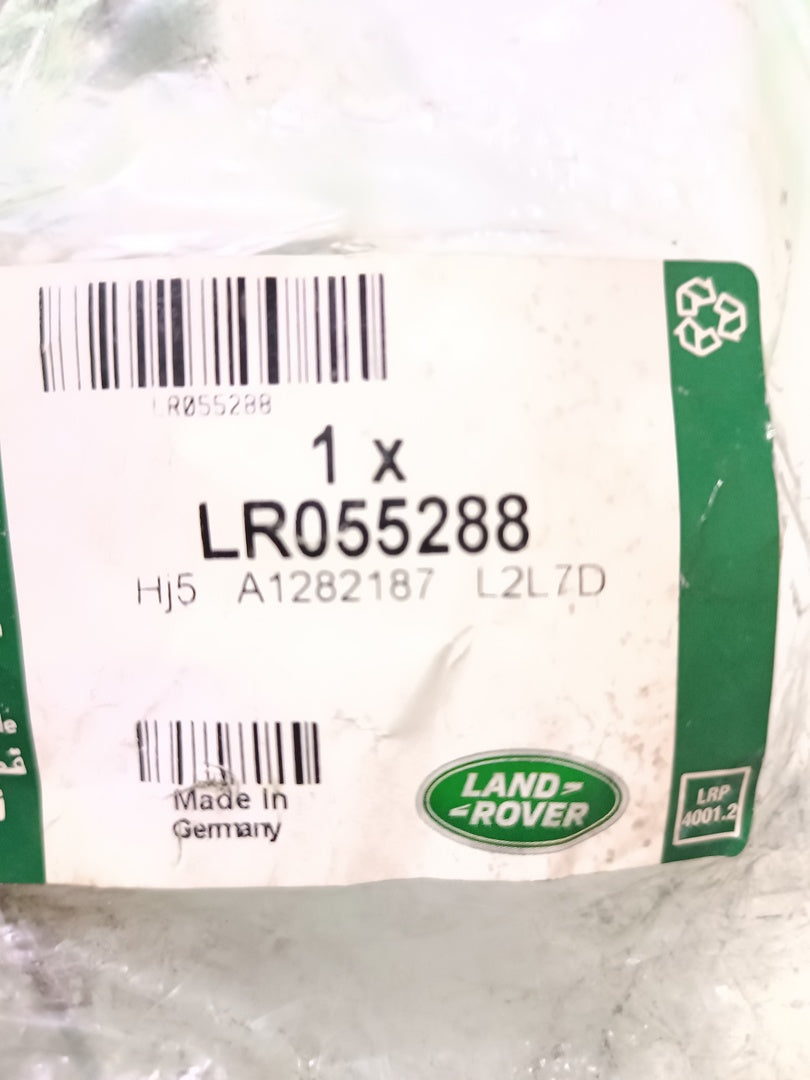 LR055288
1 x
LR055288
Hj5 A1282187 L2L7D
Made In
Germany
LAND-
-ROVER
LRP
4001.2